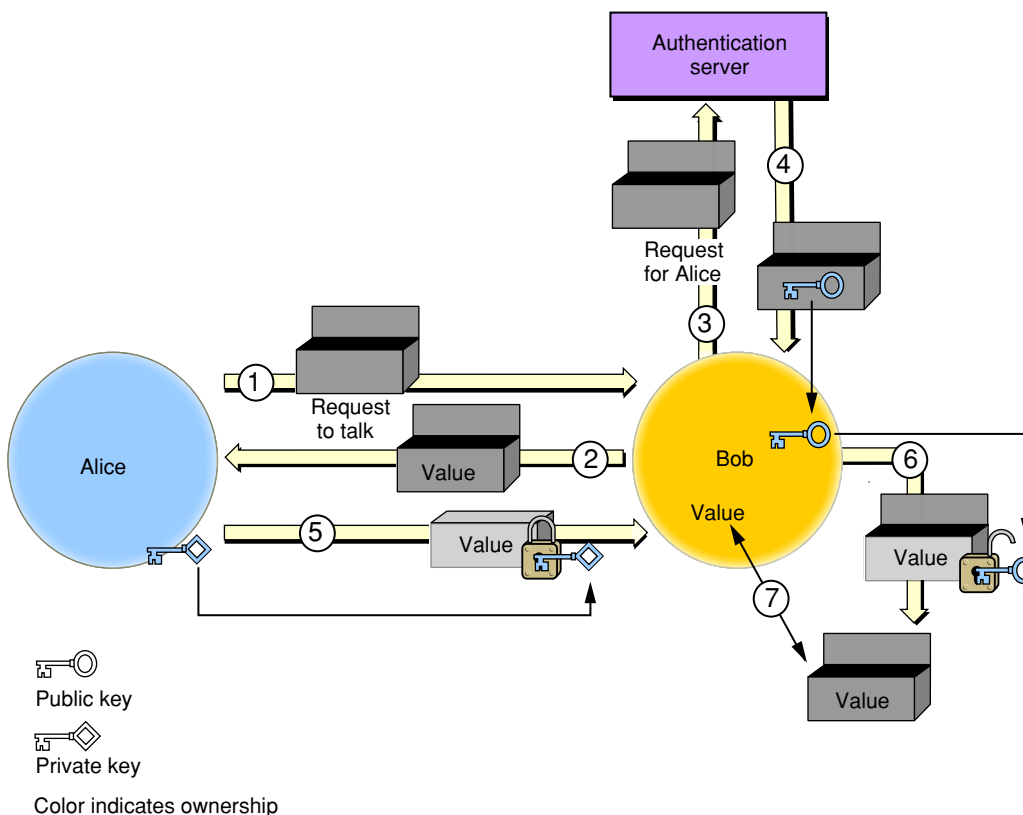 Authentication
server
4
Request
for Alice
3
1
Request
to talk
2
Value
Alice
Bob
6
Value
5
Value
Value
7
Value
Public key
Private key
Color indicates ownership